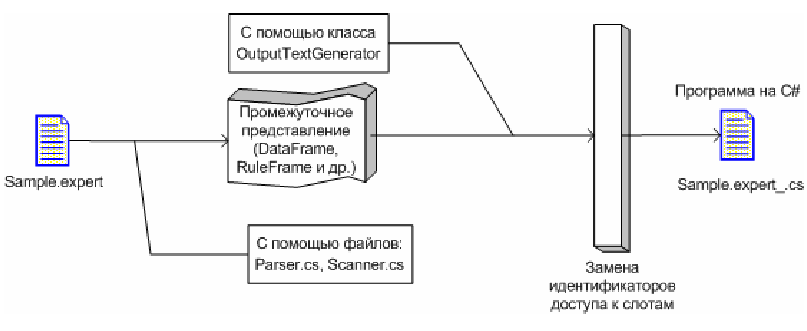 С помощью класса
OutputTextGenerator
Программа на C#
Промежуточное
представление
(DataFrame,
RuleFrame и др.)
Sample.expert
Sample.expert_.cs
С помощью файлов:
Parser.cs, Scanner.cs
Замена
идентификаторов
доступа к слотам